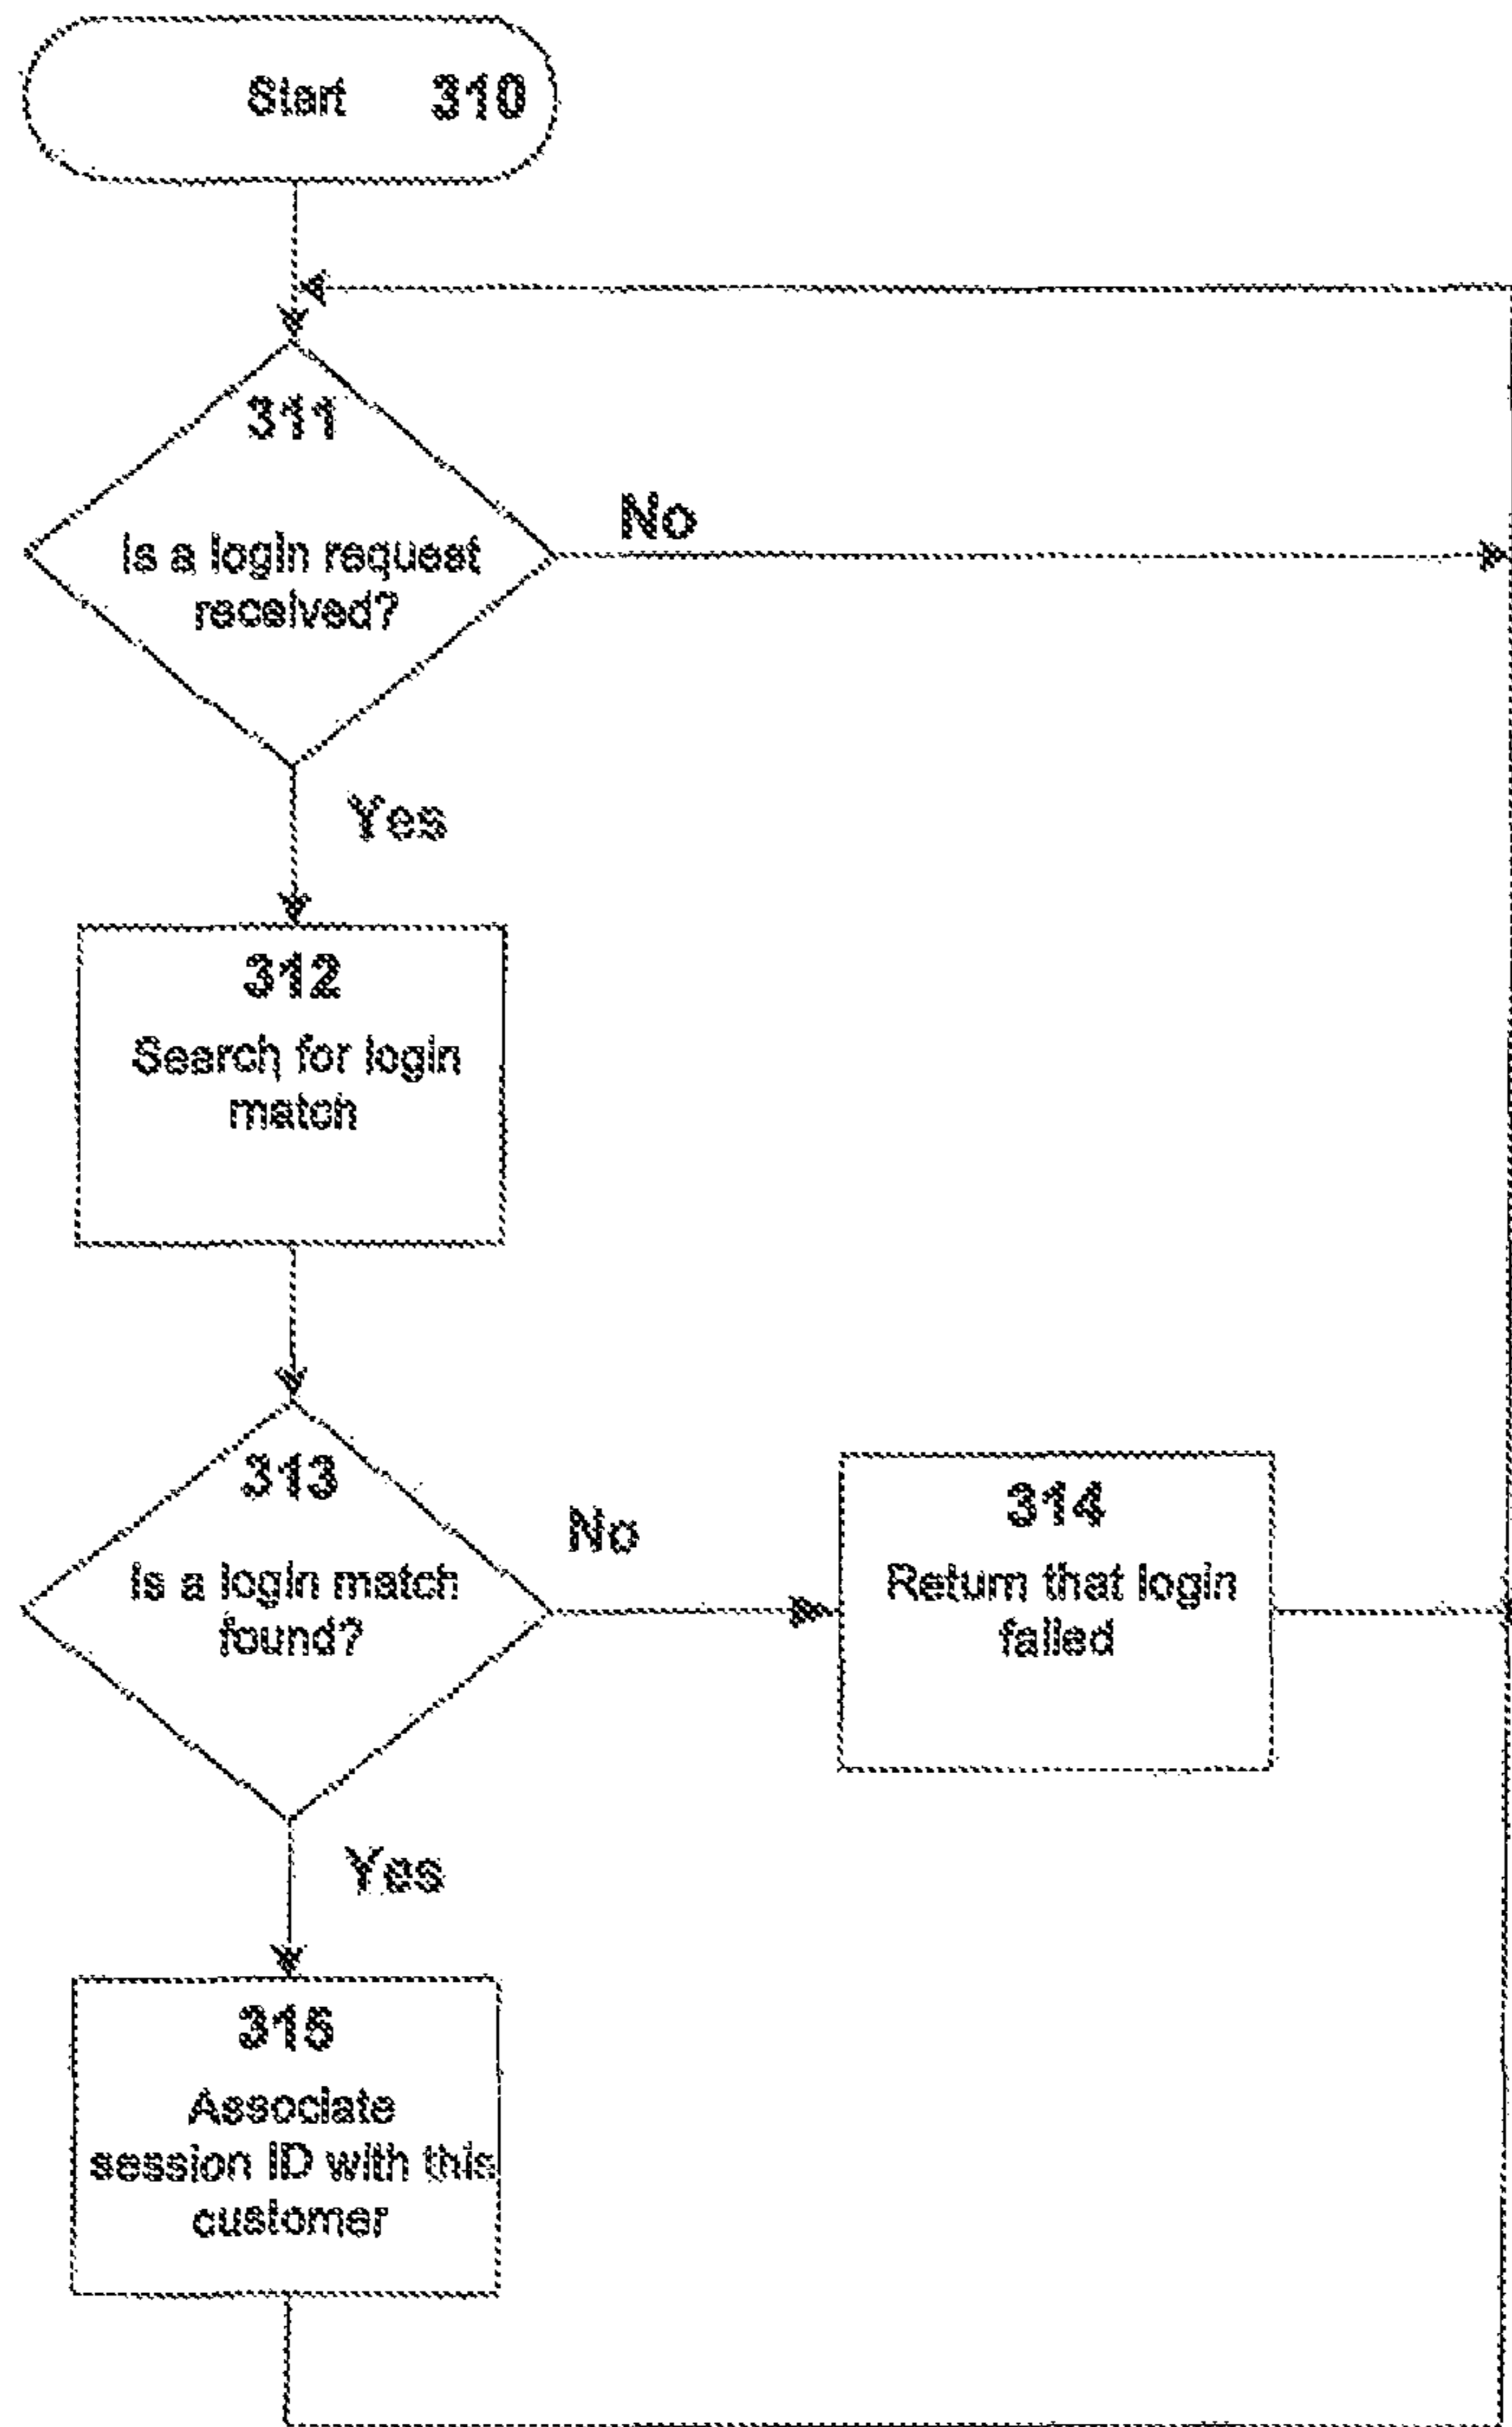 Start 310
311
Is a login request
received?
No
Yes
312
Search for login
match
313
Is a login match
found?
No
314
Return that login
failed
Yes
315
Associate
session ID with this
customer